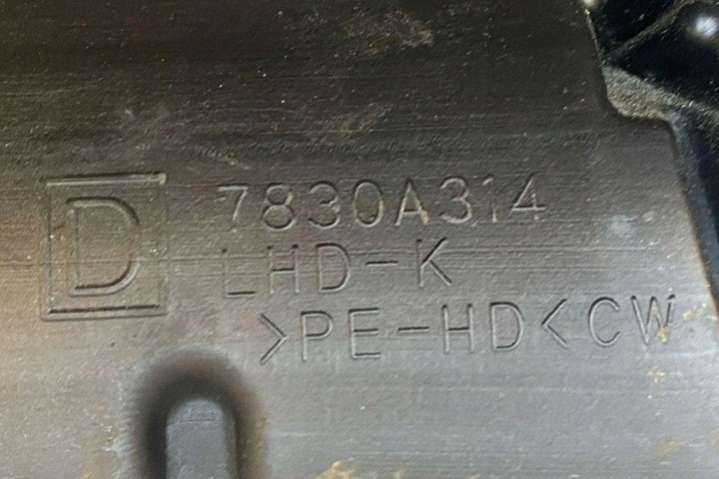 D
7830A314
LHD-K
>PE-HD< CW